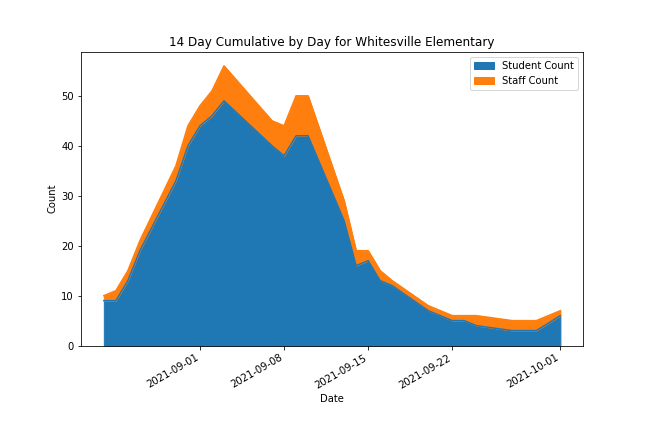 14 Day Cumulative by Day for Whitesville Elementary
Student Count
Staff Count
50
40
30
20
10
0
Count
2021-09-01
2021-09-08
2021-09-15
2021-09-22
2021-10-01
Date